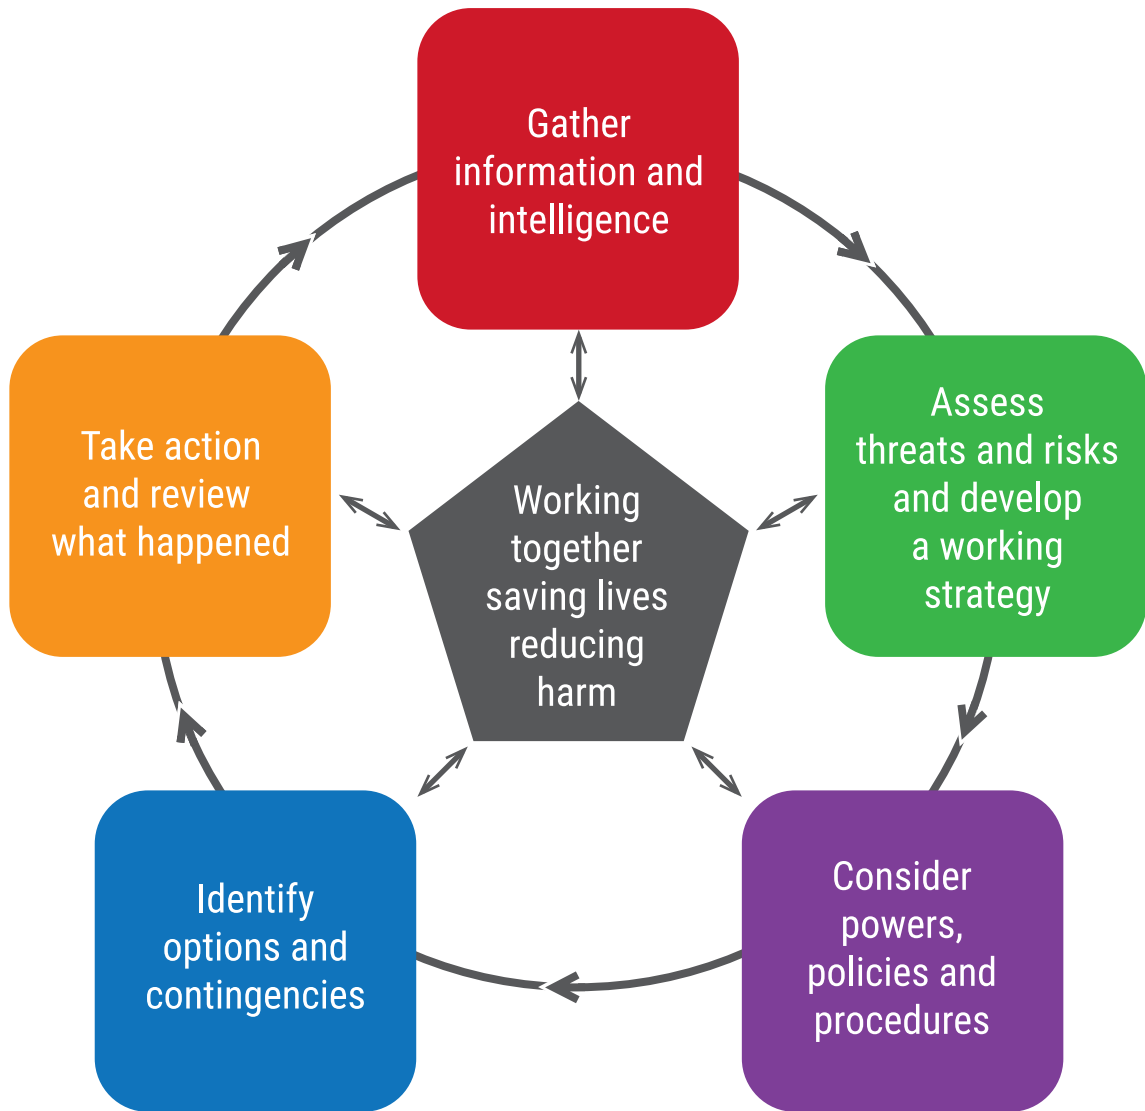 Gather
information and
intelligence
Assess
threats and risks
and develop
a working
strategy
Consider
powers,
policies and
procedures
Identify
options and
contingencies
Take action
and review
what happened
Working
together
saving lives
reducing
harm